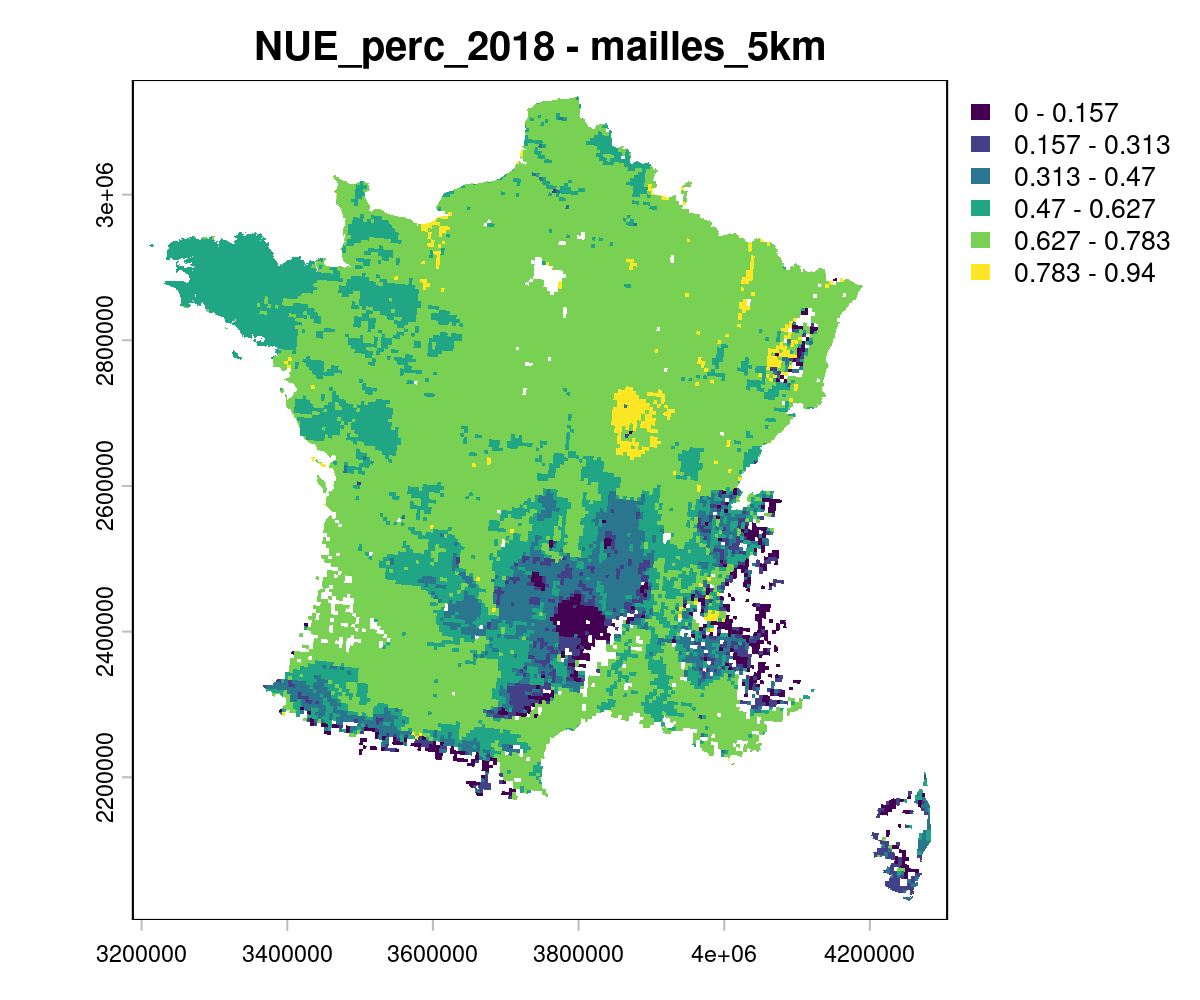 NUE_perc_2018 - mailles_5km
0 - 0.157
0.157 - 0.313
0.313 - 0.47
0.47 - 0.627
0.627 - 0.783
0.783 - 0.94
3e+06
2800000
2600000
2400000
2200000
3200000 3400000 3600000 3800000 4e+06 4200000